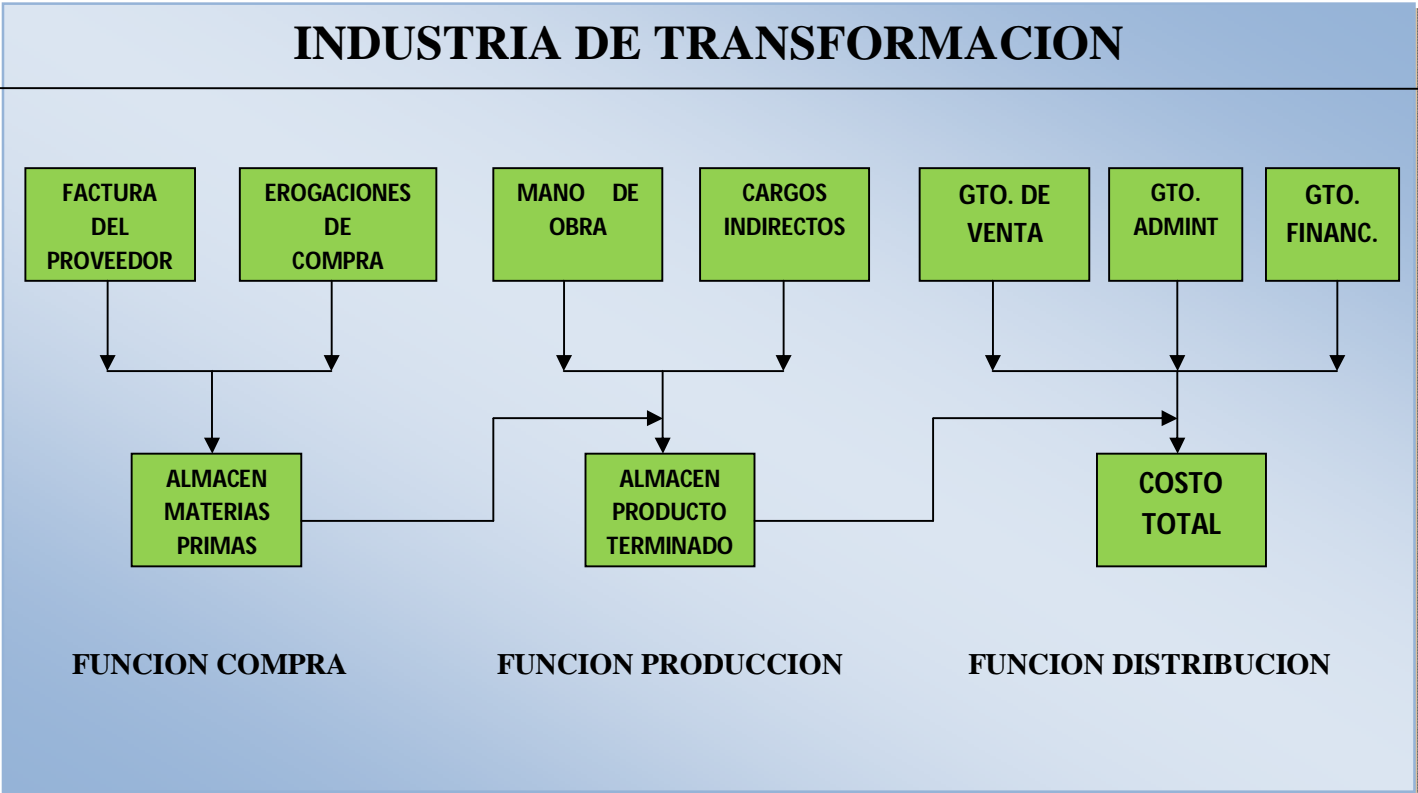 INDUSTRIA DE TRANSFORMACION
FACTURA
DEL
PROVEEDOR
EROGACIONES
DE
COMPRA
MANO DE
OBRA
CARGOS
INDIRECTOS
GTO. DE
VENTA
GTO.
ADMINT
GTO.
FINANC.
ALMACEN
MATERIAS
PRIMAS
ALMACEN
PRODUCTO
TERMINADO
COSTO
TOTAL
FUNCION COMPRA
FUNCION PRODUCCION
FUNCION DISTRIBUCION